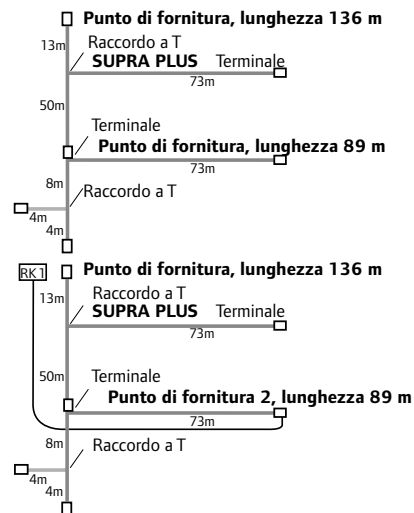 Punto di fornitura, lunghezza 136 m
13m
Raccordo a T
SUPRA PLUS Terminale
73m
50m
Terminale
Punto di fornitura, lunghezza 89 m
73m
8m
Raccordo a T
4m
4m
RK1
Punto di fornitura, lunghezza 136 m
13m
Raccordo a T
SUPRA PLUS Terminale
73m
50m
Terminale
Punto di fornitura 2, lunghezza 89 m
73m
8m
Raccordo a T
4m
4m